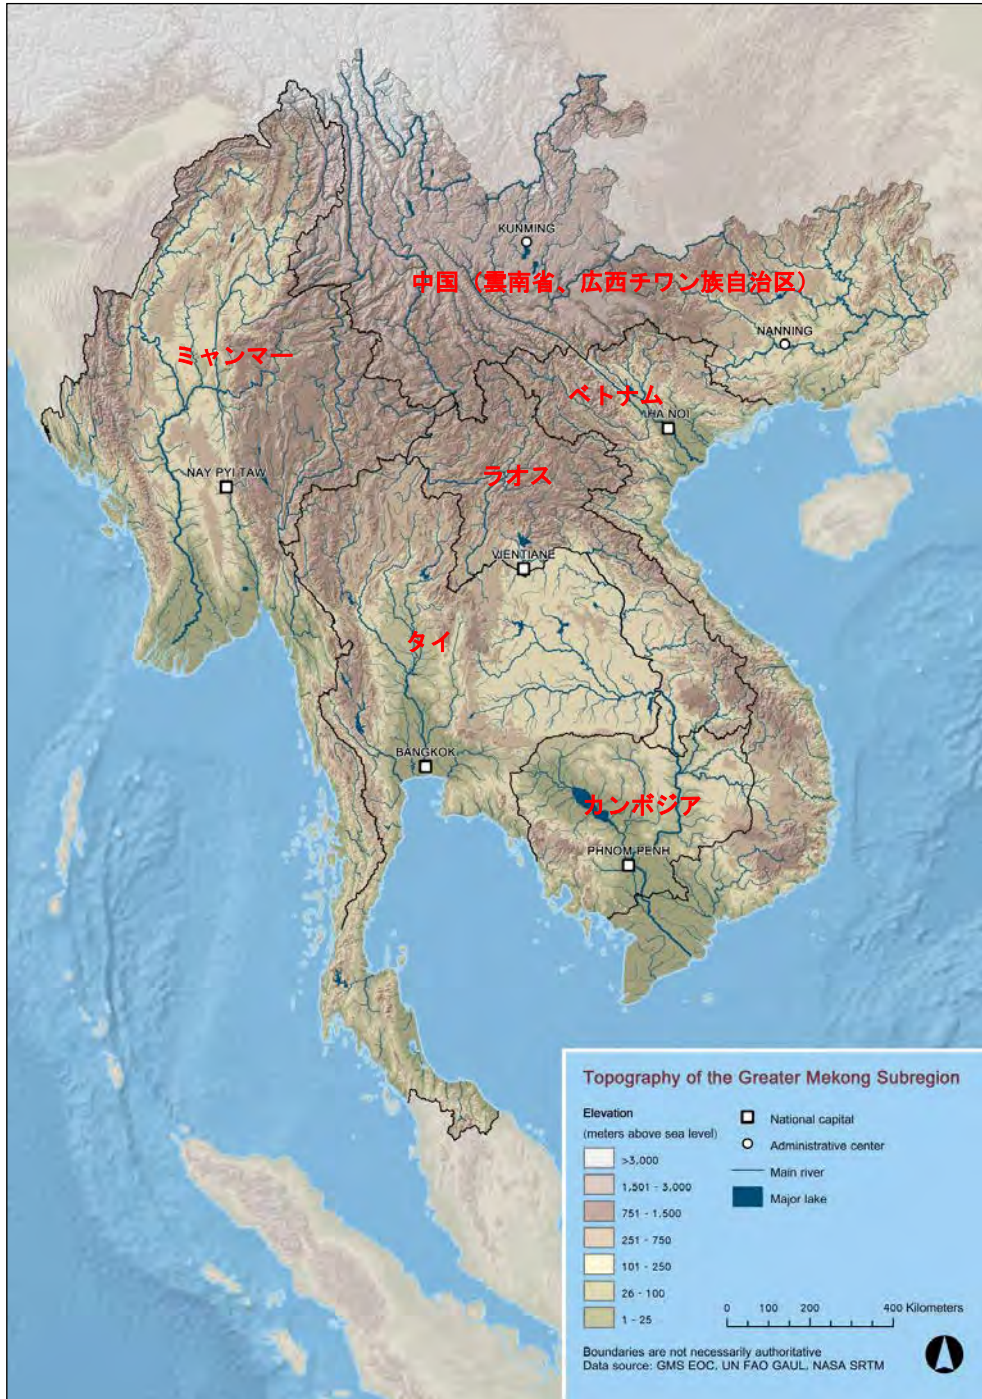 KUNMING
中国（雲南省、広西チワン族自治区）
NANNING
ミャンマー
ベトナム
HA NOI
NAY PYI TAW
ラオス
VIENTIANE
タイ
BANGKOK
カンボジア
PHNOM PENH
Topography of the Greater Mekong Subregion
Elevation
(meters above sea level)
>3,000
1,501 - 3,000
751 - 1,500
251 - 750
101 - 250
26 - 100
1 - 25
National capital
Administrative center
Main river
Major lake
0 100 200 400 Kilometers
Boundaries are not necessarily authoritative
Data source: GMS EOC, UN FAO GAUL, NASA SRTM